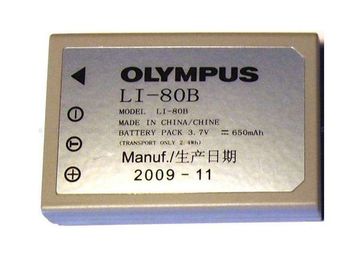 OLYMPUS
LI-80B
MODEL LI-80B
MADE IN CHINA/CHINE
BATTERY PACK 3.7V ⎓ 650mAh
(TRANSPORT ONLY 2.4Wh)
Manuf./生产日期
2009-11